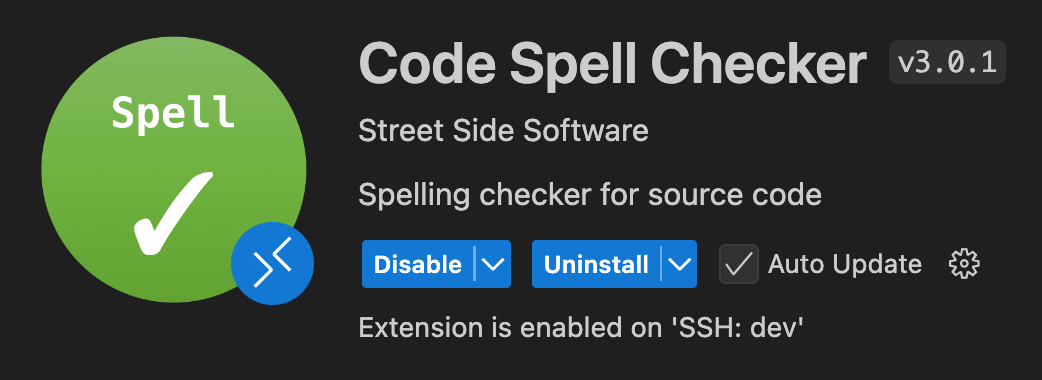 Spell
Code Spell Checker v3.0.1
Street Side Software
Spelling checker for source code
Disable Uninstall Auto Update
Extension is enabled on 'SSH: dev'